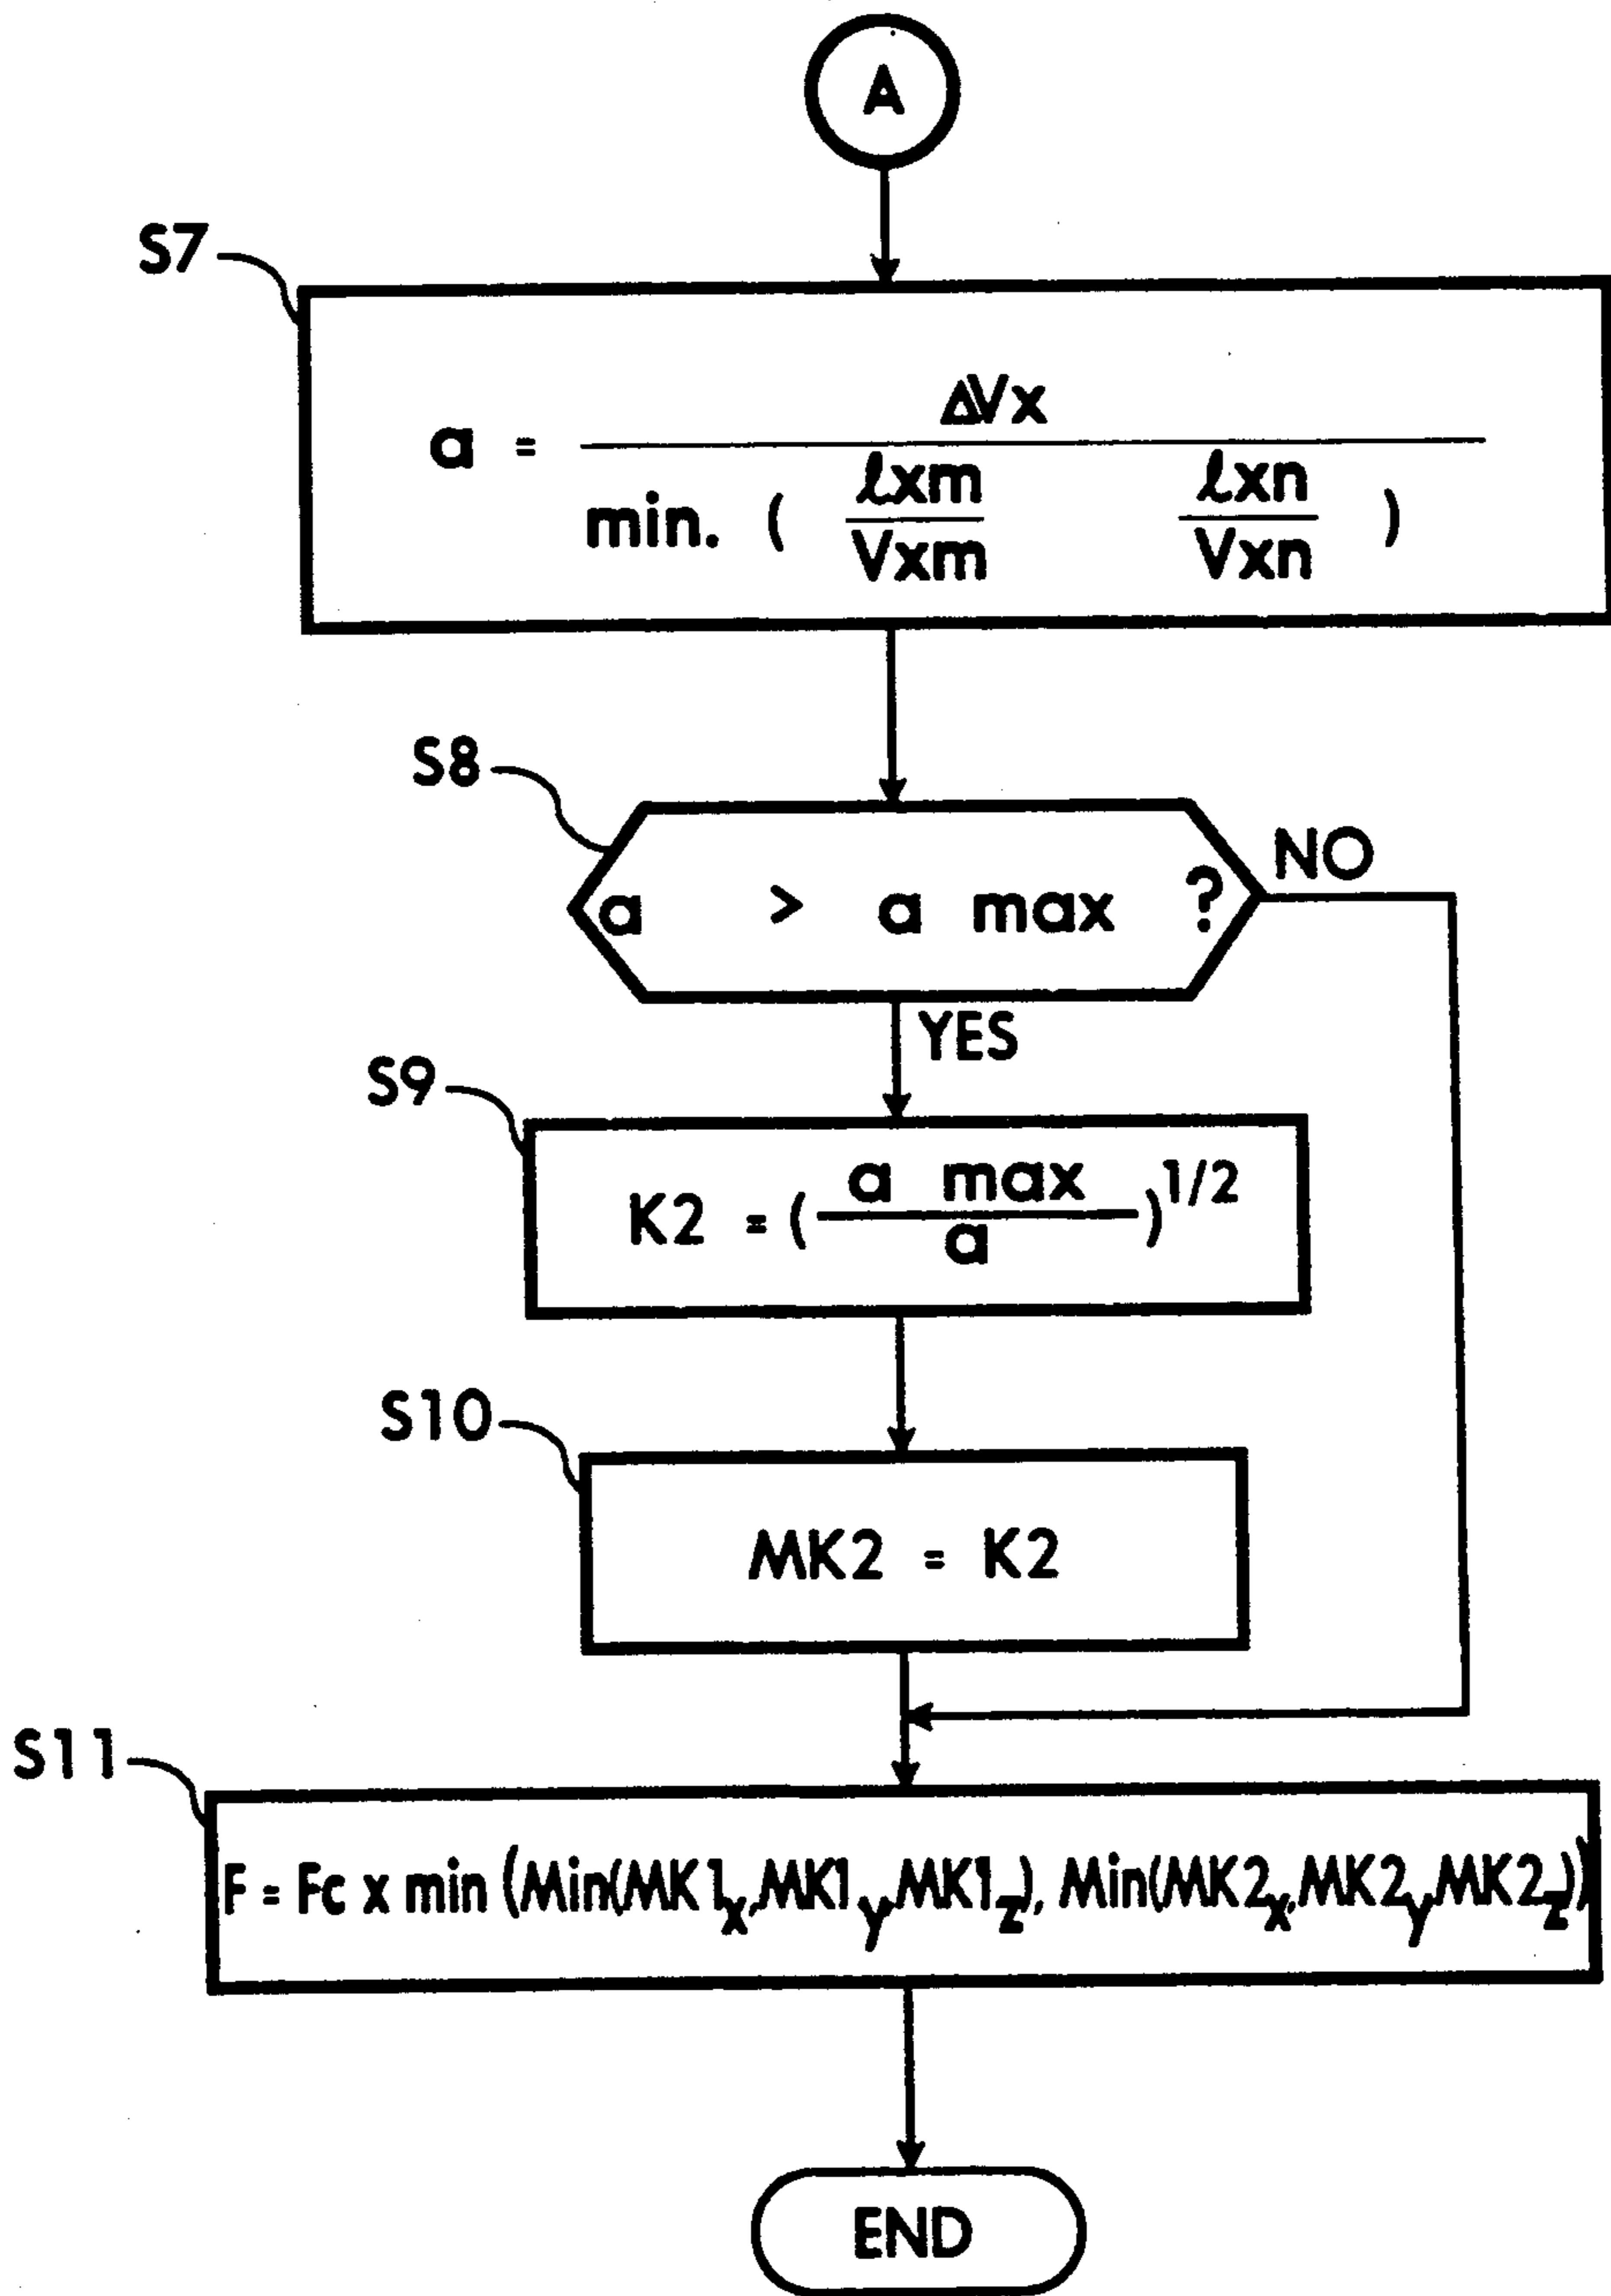 A
S7
a = ΔVx / min. ( ℓxm/Vxm ℓxn/Vxn )
S8
a > a max ?
NO
YES
S9
K2 = (a max / a)1/2
S10
MK2 = K2
S11
F = Fc x min (Min(MK1x,MK1y,MK1z), Min(MK2x,MK2y,MK2z))
END